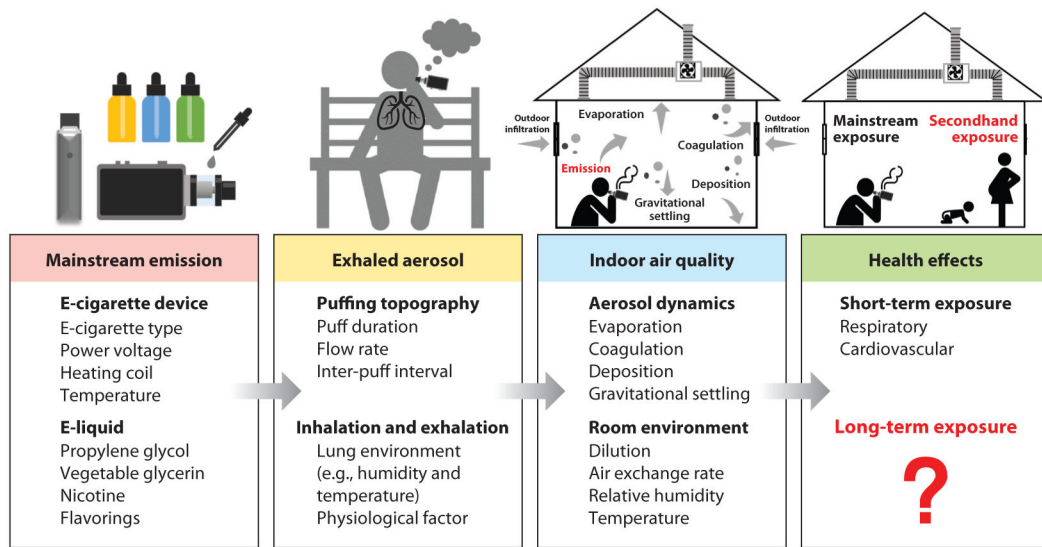 Evaporation
Outdoor
infiltration
Emission
Coagulation
Deposition
Gravitational
settling
Outdoor
infiltration
Mainstream
exposure
Secondhand
exposure
Mainstream emission
E-cigarette device
E-cigarette type
Power voltage
Heating coil
Temperature
E-liquid
Propylene glycol
Vegetable glycerin
Nicotine
Flavorings
Exhaled aerosol
Puffing topography
Puff duration
Flow rate
Inter-puff interval
Inhalation and exhalation
Lung environment
(e.g., humidity and
temperature)
Physiological factor
Indoor air quality
Aerosol dynamics
Evaporation
Coagulation
Deposition
Gravitational settling
Room environment
Dilution
Air exchange rate
Relative humidity
Temperature
Health effects
Short-term exposure
Respiratory
Cardiovascular
Long-term exposure
?